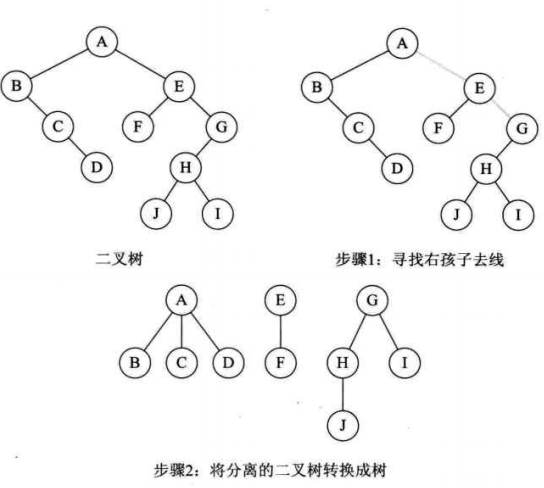 A
B E
C F G
D H
J I
二叉树
A
B E
C F G
D H
J I
步骤1：寻找右孩子去线
A E G
B C D F H I
J
步骤2：将分离的二叉树转换成树